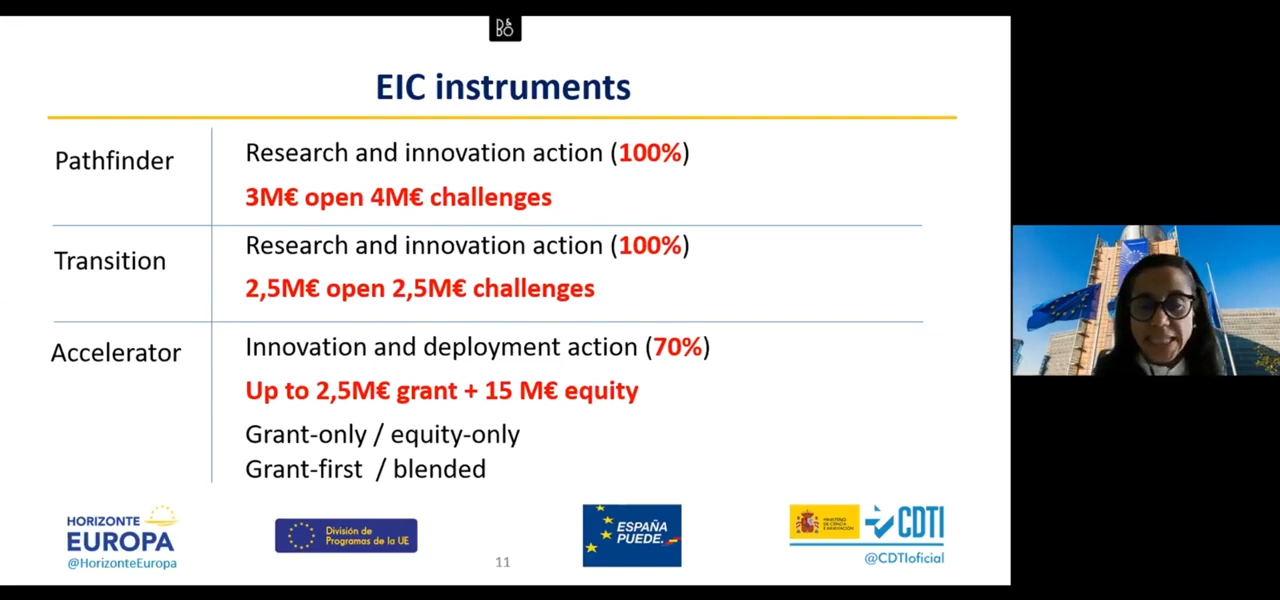 D&
BO
EIC instruments
Pathfinder
Research and innovation action (100%)
3M€ open 4M€ challenges
Transition
Research and innovation action (100%)
2,5M€ open 2,5M€ challenges
Accelerator
Innovation and deployment action (70%)
Up to 2,5M€ grant + 15 M€ equity
Grant-only / equity-only
Grant-first / blended
HORIZONTE
EUROPA
@HorizonteEuropa
División de
Programas de la UE
11
ESPAÑA
PUEDE.
MINISTERIO
DE CIENCIA
E INNOVACIÓN
CDTI
@CDTIoficial